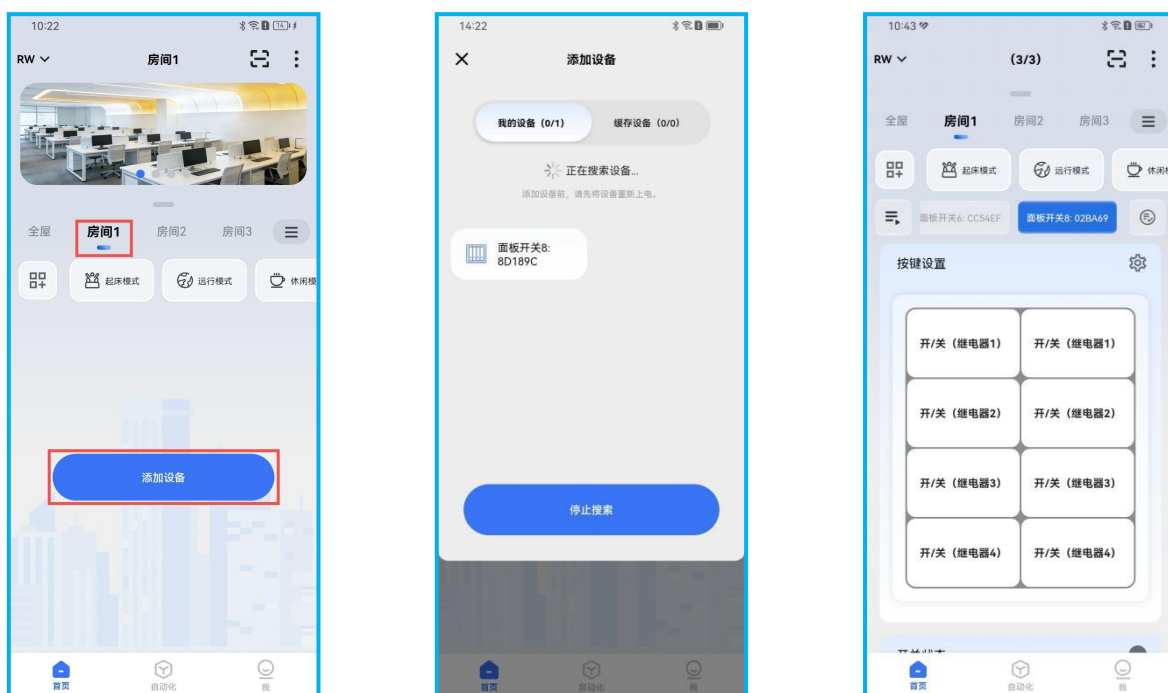 10:22
14
RW
房间1
全屋
房间1
房间2
房间3
起床模式
运行模式
休闲模
添加设备
首页
自动化
我
14:22
添加设备
我的设备（0/1）
缓存设备（0/0）
正在搜索设备...
添加设备前，请先将设备重新上电。
面板开关8:
8D189C
停止搜索
首页
自动化
我
10:43
RW
(3/3)
全屋
房间1
房间2
房间3
起床模式
运行模式
休闲
面板开关6: CC54EF
面板开关8: 02BA69
按键设置
开/关（继电器1）
开/关（继电器1）
开/关（继电器2）
开/关（继电器2）
开/关（继电器3）
开/关（继电器3）
开/关（继电器4）
开/关（继电器4）
首页
自动化
我